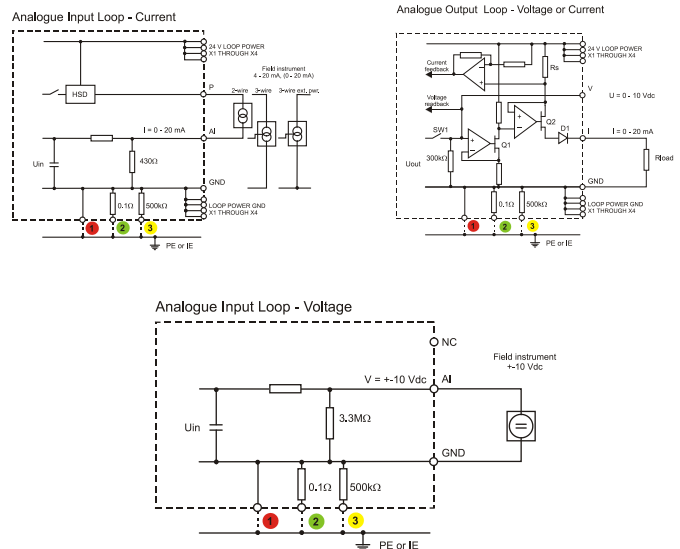 Analogue Input Loop - Current
24 V LOOP POWER
X1 THROUGH X4
Field instrument
4 - 20 mA, (0 - 20 mA)
2-wire 3-wire 3-wire ext. pwr.
HSD
P
I = 0 - 20 mA
AI
Uin
430Ω
GND
0.1Ω
500kΩ
LOOP POWER GND
X1 THROUGH X4
1
2
3
PE or IE
Analogue Output Loop - Voltage or Current
24 V LOOP POWER
X1 THROUGH X4
Current
feedback
Rs
V
U = 0 - 10 Vdc
Voltage
feedback
SW1
Q2
D1
I
I = 0 - 20 mA
Q1
Uout
300kΩ
Rload
GND
0.1Ω
500kΩ
LOOP POWER GND
X1 THROUGH X4
1
2
3
PE or IE
Analogue Input Loop - Voltage
NC
Field instrument
+-10 Vdc
V = +-10 Vdc
AI
3.3MΩ
Uin
GND
0.1Ω
500kΩ
1
2
3
PE or IE